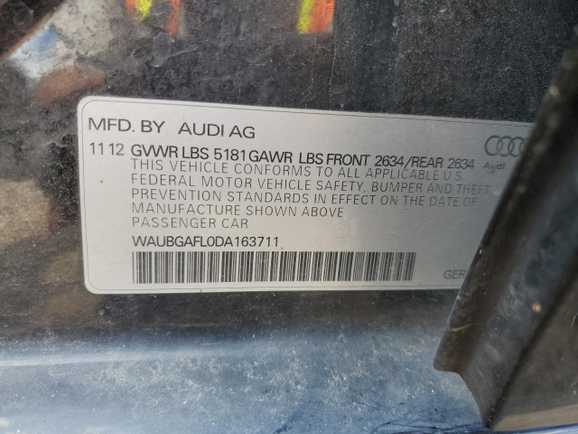 MFD. BY AUDI AG
11 12 GVWR LBS 5181 GAWR LBS FRONT 2634/REAR 2634
Audi
THIS VEHICLE CONFORMS TO ALL APPLICABLE U.S.
FEDERAL MOTOR VEHICLE SAFETY, BUMPER AND THEFT
PREVENTION STANDARDS IN EFFECT ON THE DATE OF
MANUFACTURE SHOWN ABOVE
PASSENGER CAR
WAUBGAFL0DA163711